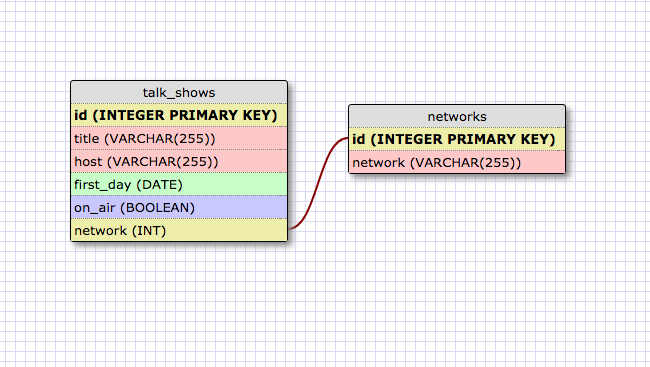 talk_shows
id (INTEGER PRIMARY KEY)
title (VARCHAR(255))
host (VARCHAR(255))
first_day (DATE)
on_air (BOOLEAN)
network (INT)
networks
id (INTEGER PRIMARY KEY)
network (VARCHAR(255))